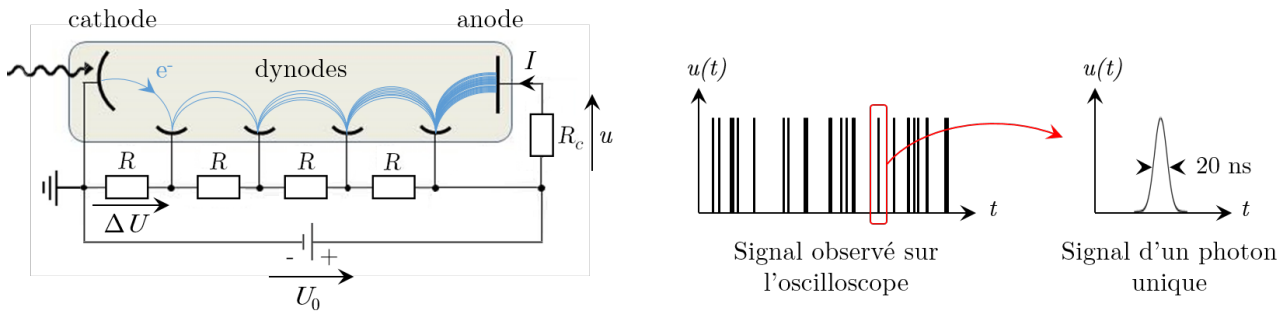 cathode
anode
e-
dynodes
I
R R R R
R_c
u
ΔU
- +
U_0
u(t)
t
Signal observé sur
l'oscilloscope
u(t)
20 ns
t
Signal d'un photon
unique